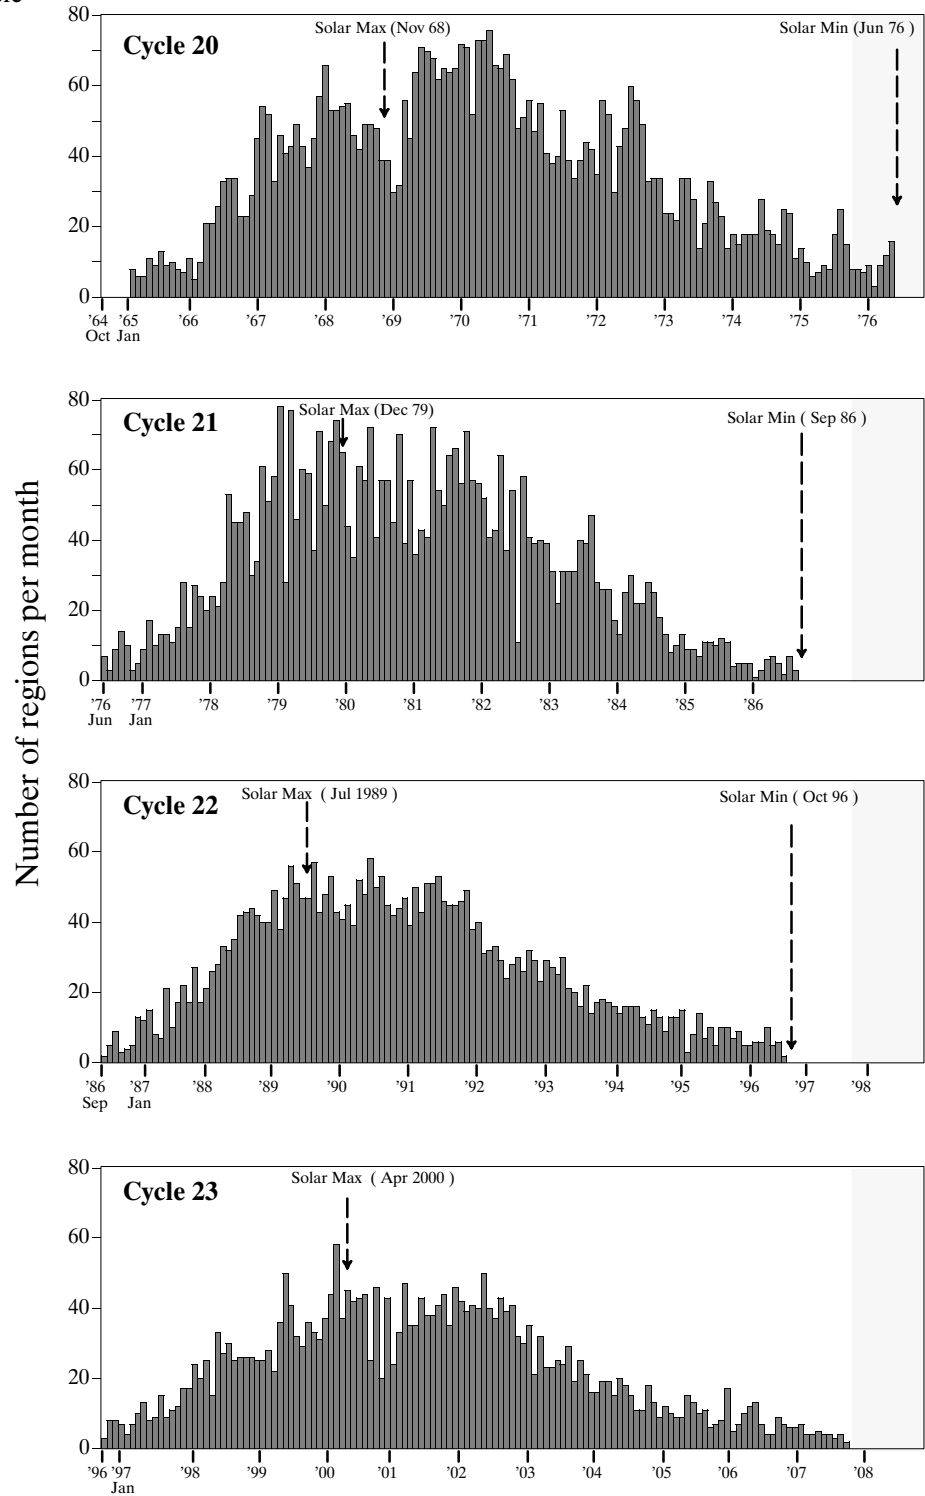 Number of regions per month
80
Solar Max (Nov 68)
Solar Min (Jun 76 )
Cycle 20
60
40
20
0
'64 '65 '66 '67 '68 '69 '70 '71 '72 '73 '74 '75 '76
Oct Jan
80
Cycle 21
Solar Max (Dec 79)
Solar Min ( Sep 86 )
60
40
20
0
'76 '77 '78 '79 '80 '81 '82 '83 '84 '85 '86
Jun Jan
80
Solar Max ( Jul 1989 )
Solar Min ( Oct 96 )
Cycle 22
60
40
20
0
'86 '87 '88 '89 '90 '91 '92 '93 '94 '95 '96 '97 '98
Sep Jan
80
Solar Max ( Apr 2000 )
Cycle 23
60
40
20
0
'96 '97 '98 '99 '00 '01 '02 '03 '04 '05 '06 '07 '08
Jan